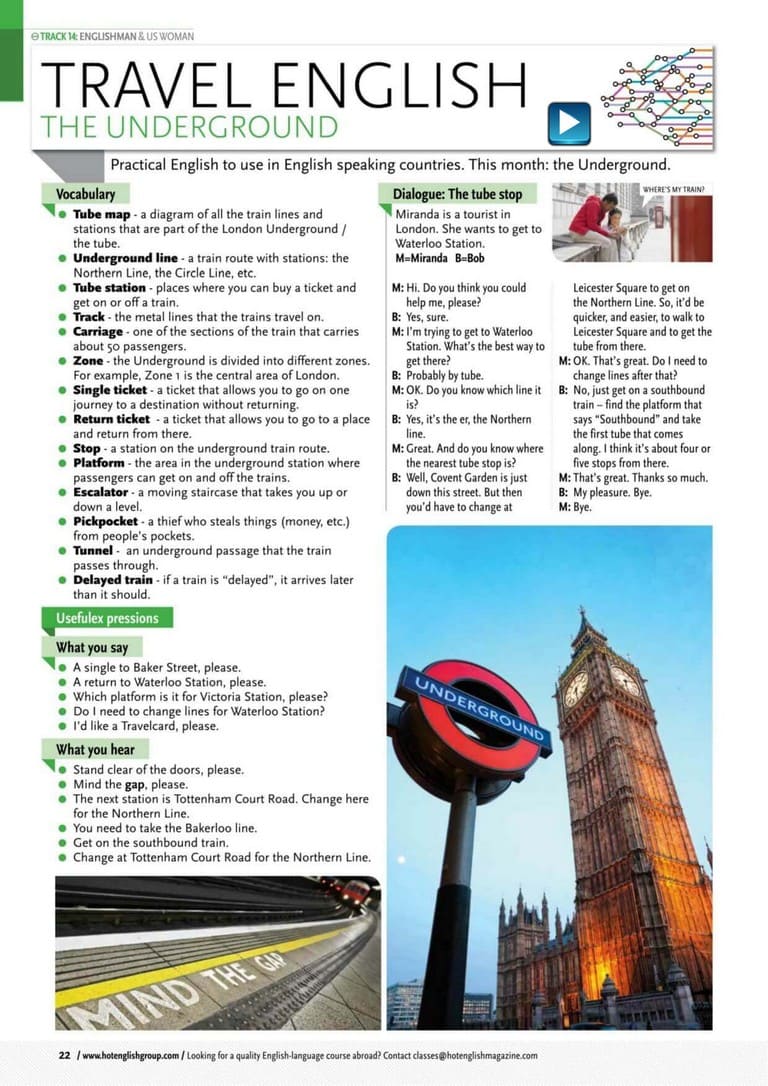 TRACK 14: ENGLISHMAN & US WOMAN
TRAVEL ENGLISH
THE UNDERGROUND
Practical English to use in English speaking countries. This month: the Underground.
Vocabulary
Tube map - a diagram of all the train lines and
stations that are part of the London Underground /
the tube.
Underground line - a train route with stations: the
Northern Line, the Circle Line, etc.
Tube station - places where you can buy a ticket and
get on or off a train.
Track - the metal lines that the trains travel on.
Carriage - one of the sections of the train that carries
about 50 passengers.
Zone - the Underground is divided into different zones.
For example, Zone 1 is the central area of London.
Single ticket - a ticket that allows you to go on one
journey to a destination without returning.
Return ticket - a ticket that allows you to go to a place
and return from there.
Stop - a station on the underground train route.
Platform - the area in the underground station where
passengers can get on and off the trains.
Escalator - a moving staircase that takes you up or
down a level.
Pickpocket - a thief who steals things (money, etc.)
from people's pockets.
Tunnel - an underground passage that the train
passes through.
Delayed train - if a train is "delayed", it arrives later
than it should.
Usefulex pressions
What you say
A single to Baker Street, please.
A return to Waterloo Station, please.
Which platform is it for Victoria Station, please?
Do I need to change lines for Waterloo Station?
I'd like a Travelcard, please.
What you hear
Stand clear of the doors, please.
Mind the gap, please.
The next station is Tottenham Court Road. Change here
for the Northern Line.
You need to take the Bakerloo line.
Get on the southbound train.
Change at Tottenham Court Road for the Northern Line.
MIND THE GAP
Dialogue: The tube stop
Miranda is a tourist in
London. She wants to get to
Waterloo Station.
M=Miranda B=Bob
WHERE'S MY TRAIN?
M: Hi. Do you think you could
help me, please?
B: Yes, sure.
M: I'm trying to get to Waterloo
Station. What's the best way to
get there?
B: Probably by tube.
M: OK. Do you know which line it
is?
B: Yes, it's the er, the Northern
line.
M: Great. And do you know where
the nearest tube stop is?
B: Well, Covent Garden is just
down this street. But then
you'd have to change at
Leicester Square to get on
the Northern Line. So, it'd be
quicker, and easier, to walk to
Leicester Square and to get the
tube from there.
M: OK. That's great. Do I need to
change lines after that?
B: No, just get on a southbound
train – find the platform that
says "Southbound" and take
the first tube that comes
along. I think it's about four or
five stops from there.
M: That's great. Thanks so much.
B: My pleasure. Bye.
M: Bye.
UNDERGROUND
22 / www.hotenglishgroup.com / Looking for a quality English-language course abroad? Contact classes@hotenglishmagazine.com